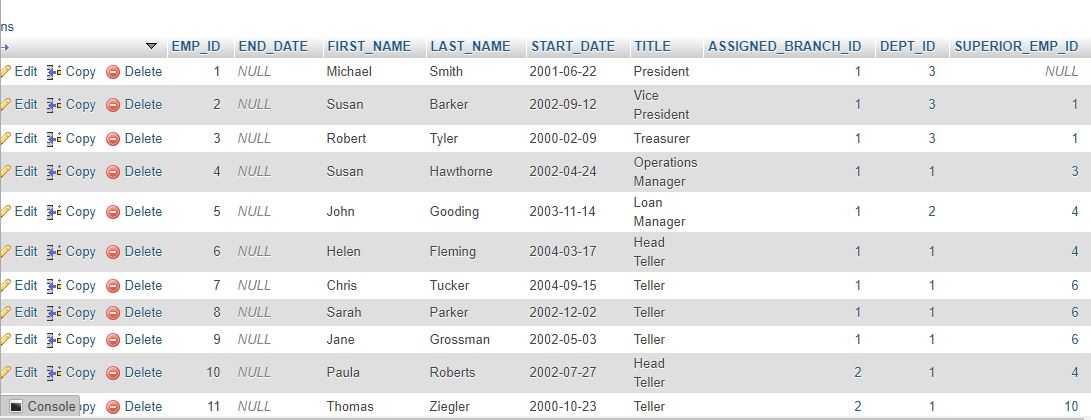 ns
EMP_ID END_DATE FIRST_NAME LAST_NAME START_DATE TITLE ASSIGNED_BRANCH_ID DEPT_ID SUPERIOR_EMP_ID
Edit Copy Delete 1 NULL Michael Smith 2001-06-22 President 1 3 NULL
Edit Copy Delete 2 NULL Susan Barker 2002-09-12 Vice President 1 3 1
Edit Copy Delete 3 NULL Robert Tyler 2000-02-09 Treasurer 1 3 1
Edit Copy Delete 4 NULL Susan Hawthorne 2002-04-24 Operations Manager 1 1 3
Edit Copy Delete 5 NULL John Gooding 2003-11-14 Loan Manager 1 2 4
Edit Copy Delete 6 NULL Helen Fleming 2004-03-17 Head Teller 1 1 4
Edit Copy Delete 7 NULL Chris Tucker 2004-09-15 Teller 1 1 6
Edit Copy Delete 8 NULL Sarah Parker 2002-12-02 Teller 1 1 6
Edit Copy Delete 9 NULL Jane Grossman 2002-05-03 Teller 1 1 6
Edit Copy Delete 10 NULL Paula Roberts 2002-07-27 Head Teller 2 1 4
Console py Delete 11 NULL Thomas Ziegler 2000-10-23 Teller 2 1 10